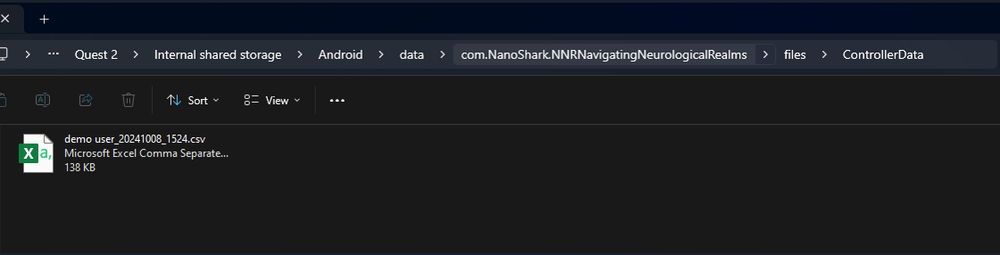 Quest 2 Internal shared storage Android data com.NanoShark.NNRNavigatingNeurologicalRealms files ControllerData
Sort View
demo user_20241008_1524.csv
Microsoft Excel Comma Separate...
138 KB